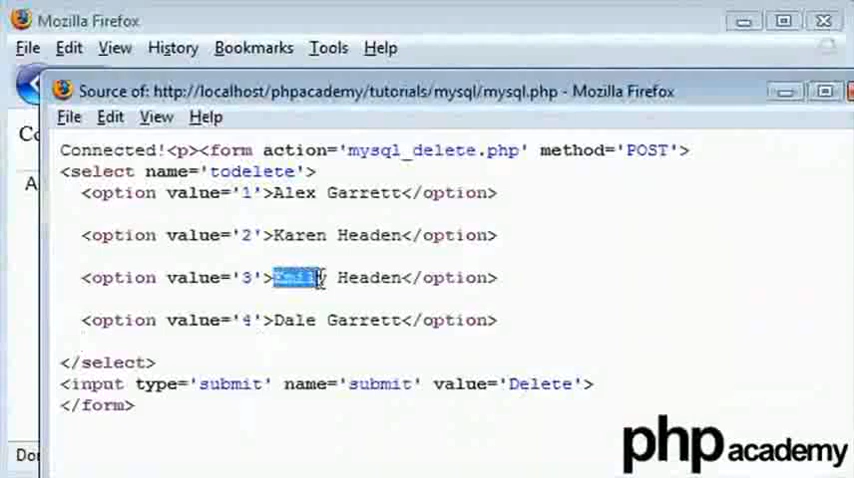 Mozilla Firefox
File Edit View History Bookmarks Tools Help
Source of: http://localhost/phpacademy/tutorials/mysql/mysql.php - Mozilla Firefox
Co
File Edit View Help
A
Connected!<p><form action='mysql_delete.php' method='POST'>
<select name='todelete'>
<option value='1'>Alex Garrett</option>
<option value='2'>Karen Headen</option>
<option value='3'> Headen</option>
<option value='4'>Dale Garrett</option>
</select>
<input type='submit' name='submit' value='Delete'>
</form>
php academy
Dor